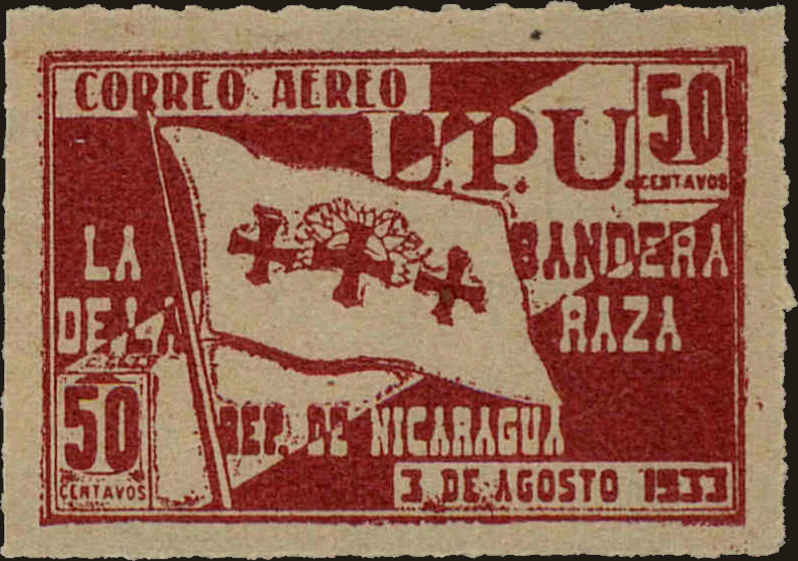 CORREO AEREO
U.P.U.
50
CENTAVOS
LA BANDERA
DE LA RAZA
50
CENTAVOS
REP. DE NICARAGUA
3 DE AGOSTO 1933